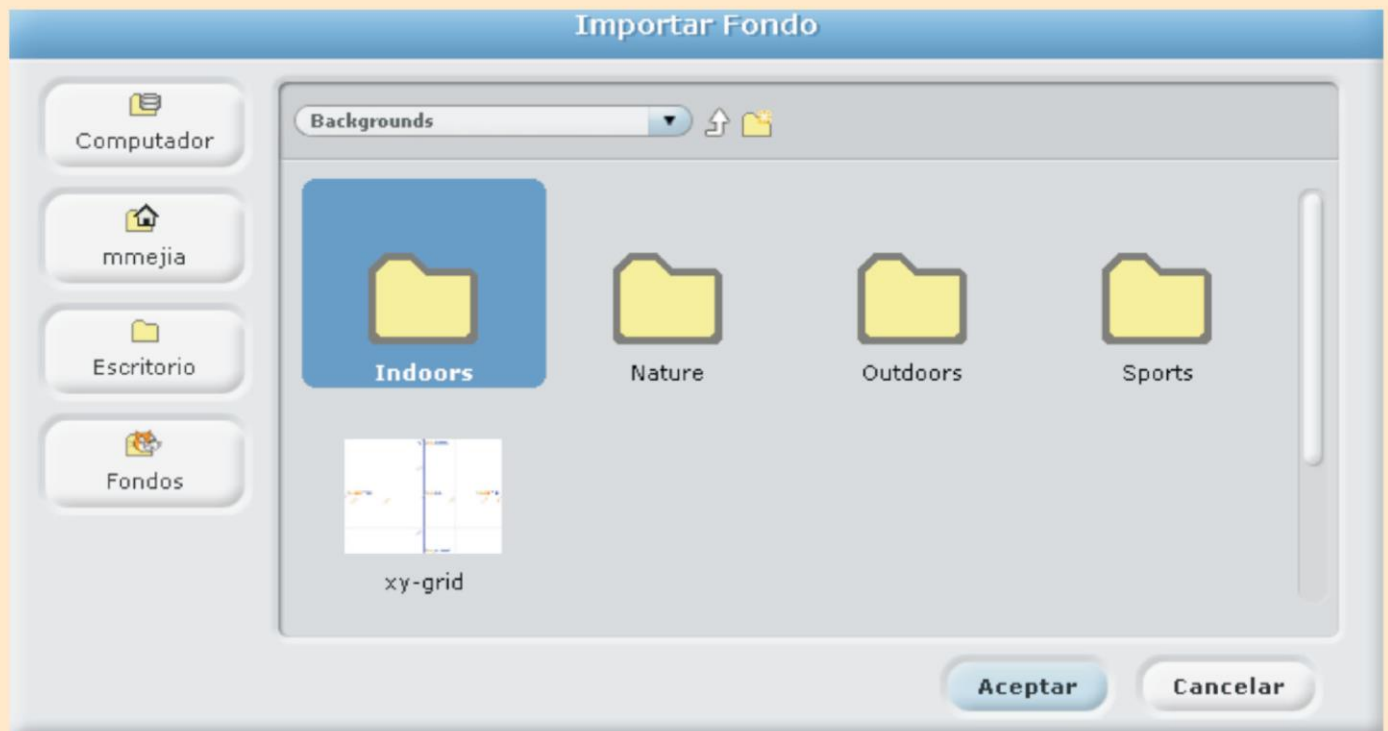 Importar Fondo
Computador
mmejia
Escritorio
Fondos
Backgrounds
Indoors
Nature
Outdoors
Sports
xy-grid
Aceptar
Cancelar